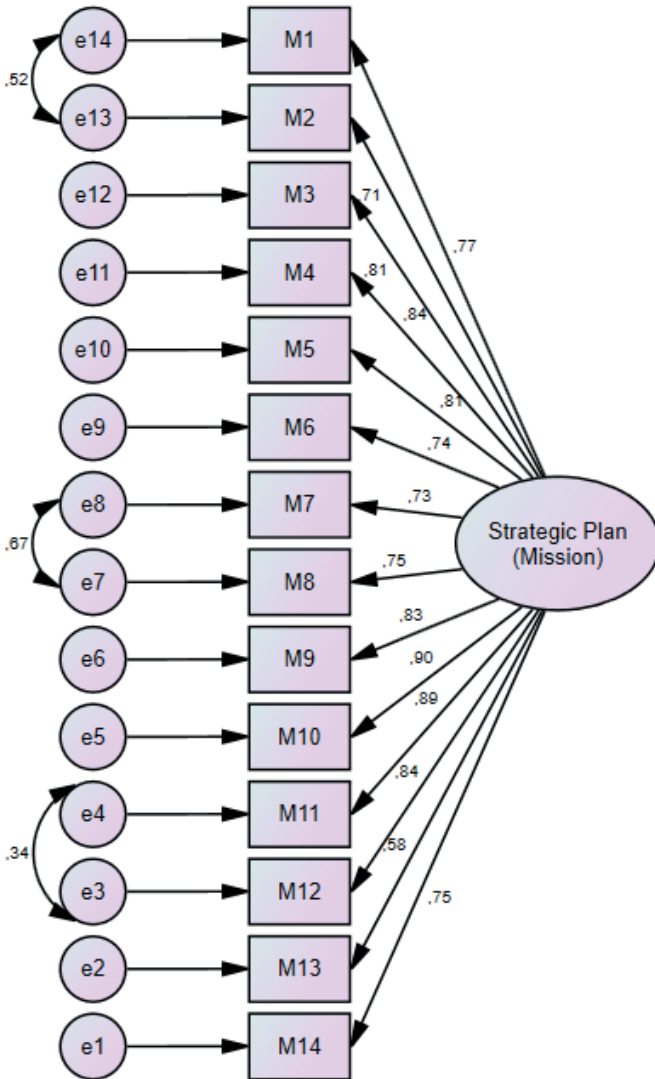 e14
M1
,52
e13
M2
e12
M3
,71
,77
e11
M4
,81
,84
e10
M5
,81
e9
M6
,74
e8
M7
,73
Strategic Plan
(Mission)
,67
e7
M8
,75
e6
M9
,83
,90
e5
M10
,89
e4
M11
,84
,34
,58
e3
M12
,75
e2
M13
e1
M14